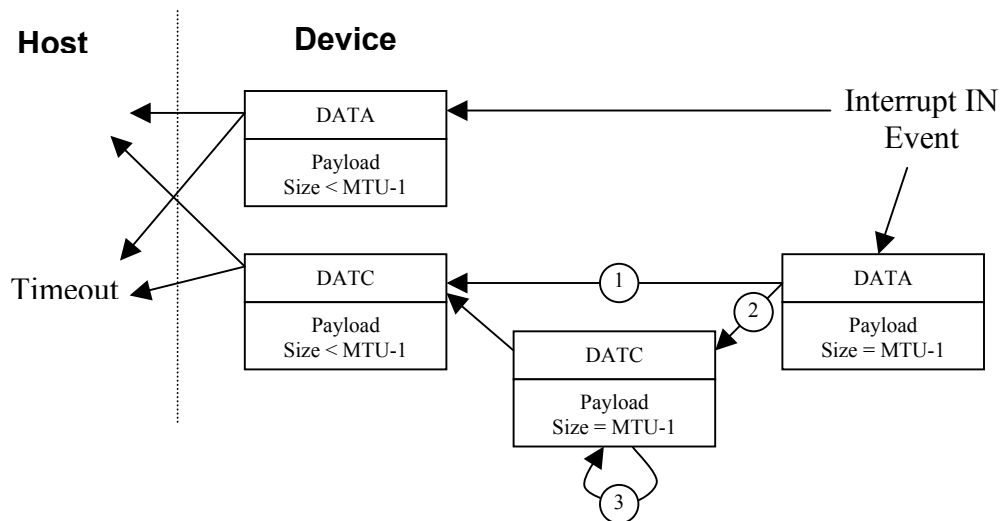 Host
Device
Interrupt IN
Event
DATA
Payload
Size < MTU-1
Timeout
DATC
Payload
Size < MTU-1
1
2
DATA
Payload
Size = MTU-1
DATC
Payload
Size = MTU-1
3